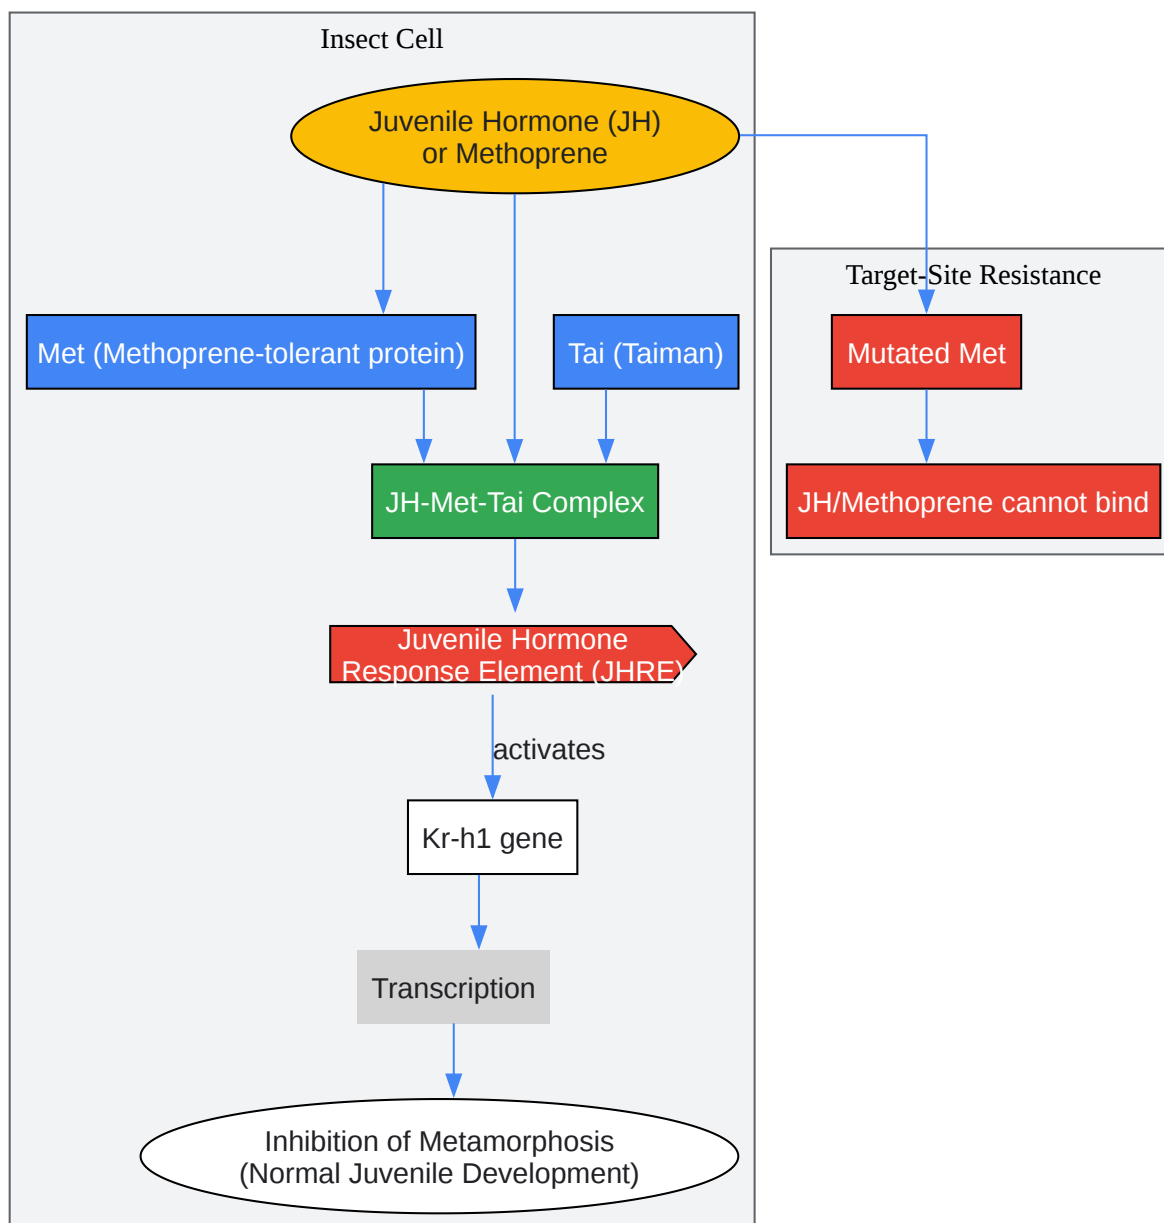 Insect Cell
Juvenile Hormone (JH)
or Methoprene
Target-Site Resistance
Met (Methoprene-tolerant protein)
Tai (Taiman)
Mutated Met
JH-Met-Tai Complex
JH/Methoprene cannot bind
Juvenile Hormone
Response Element (JHRE)
activates
Kr-h1 gene
Transcription
Inhibition of Metamorphosis
(Normal Juvenile Development)